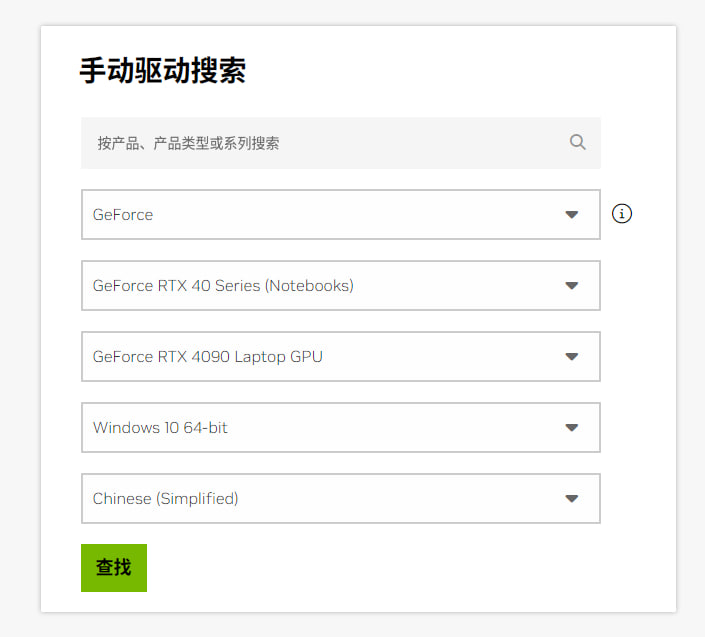 手动驱动搜索
按产品、产品类型或系列搜索
GeForce
GeForce RTX 40 Series (Notebooks)
GeForce RTX 4090 Laptop GPU
Windows 10 64-bit
Chinese (Simplified)
查找